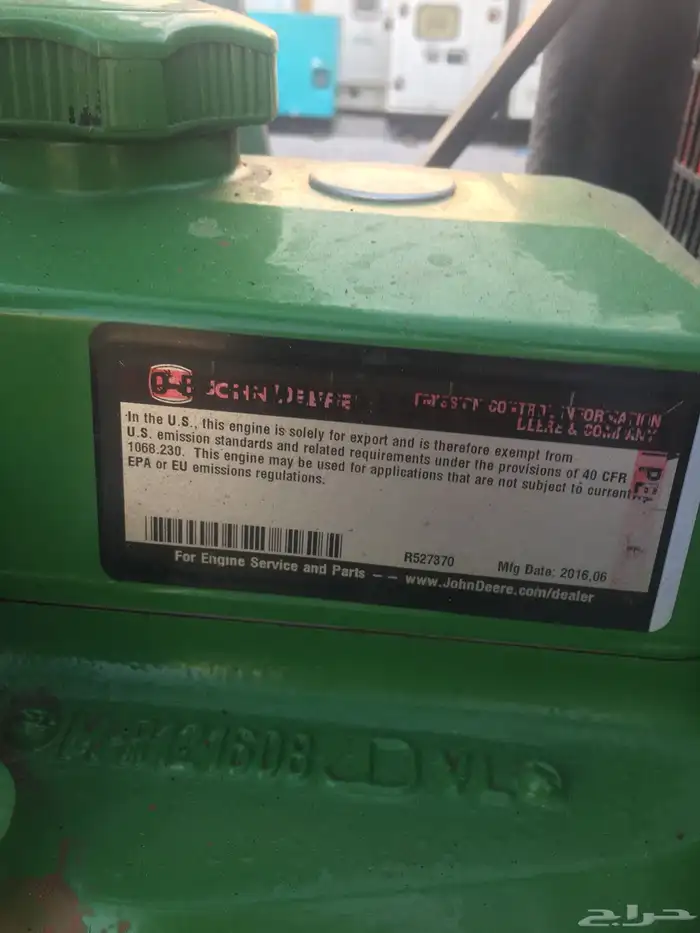 JOHN DEERE
EMISSION CONTROL INFORMATION
DEERE & COMPANY
In the U.S., this engine is solely for export and is therefore exempt from
U.S. emission standards and related requirements under the provisions of 40 CFR
1068.230. This engine may be used for applications that are not subject to current
EPA or EU emissions regulations.
R527370
Mfg Date: 2016,06
For Engine Service and Parts - - www.JohnDeere.com/dealer
R121608
حراج